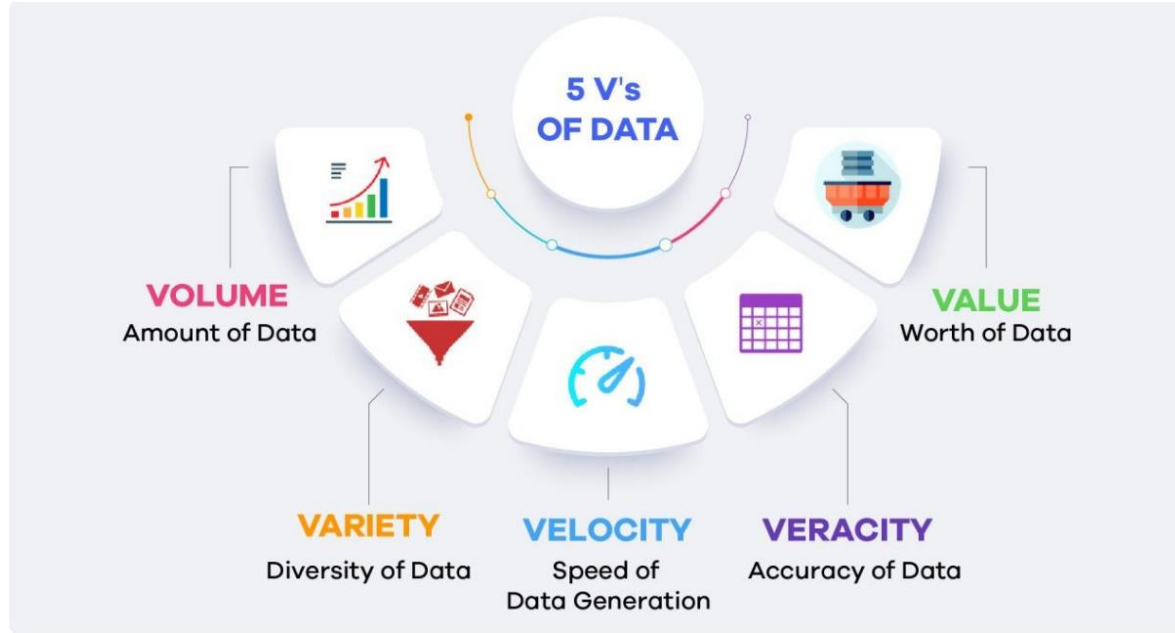 5 V's
OF DATA
VOLUME
Amount of Data
VARIETY
Diversity of Data
VELOCITY
Speed of
Data Generation
VERACITY
Accuracy of Data
VALUE
Worth of Data